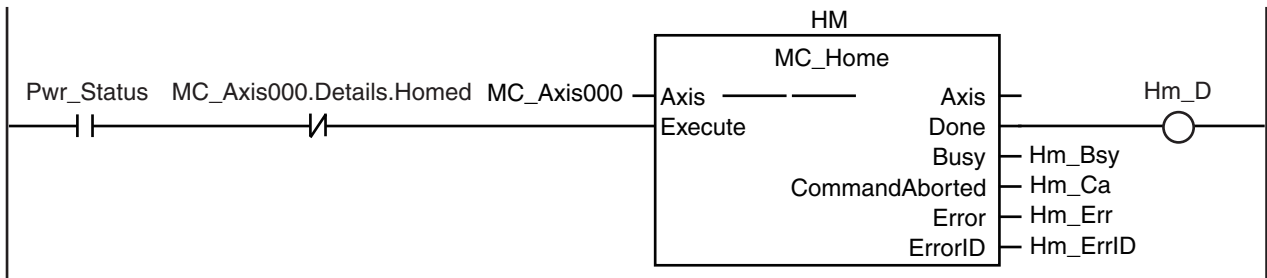 HM
MC_Home
Pwr_Status MC_Axis000.Details.Homed MC_Axis000 Axis Axis Hm_D
Execute Done
Busy Hm_Bsy
CommandAborted Hm_Ca
Error Hm_Err
ErrorID Hm_ErrID